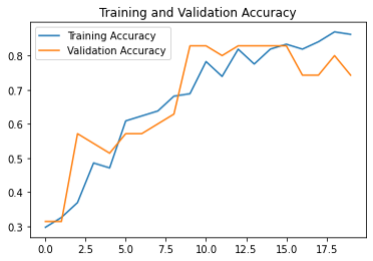 Training and Validation Accuracy
Training Accuracy
Validation Accuracy
0.8
0.7
0.6
0.5
0.4
0.3
0.0 2.5 5.0 7.5 10.0 12.5 15.0 17.5